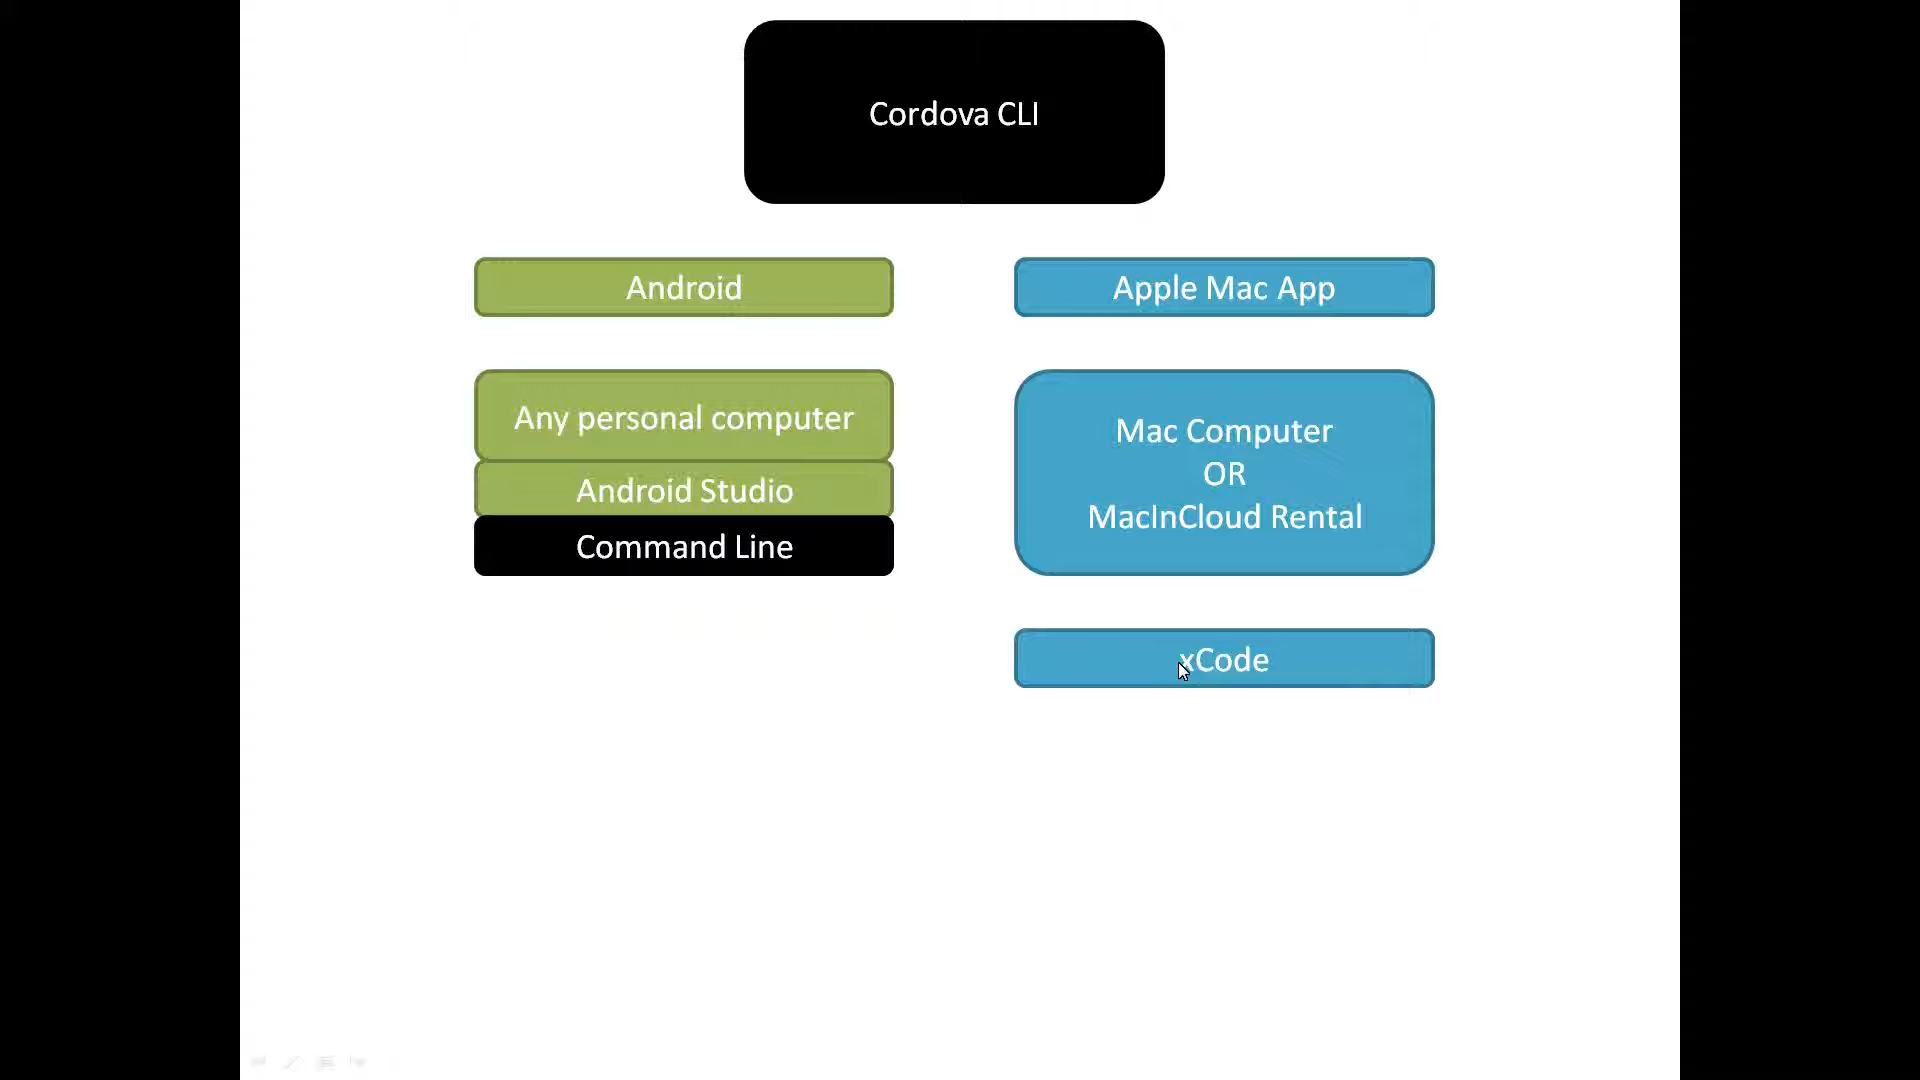 Cordova CLI
Android
Apple Mac App
Any personal computer
Android Studio
Command Line
Mac Computer
OR
MacInCloud Rental
xCode